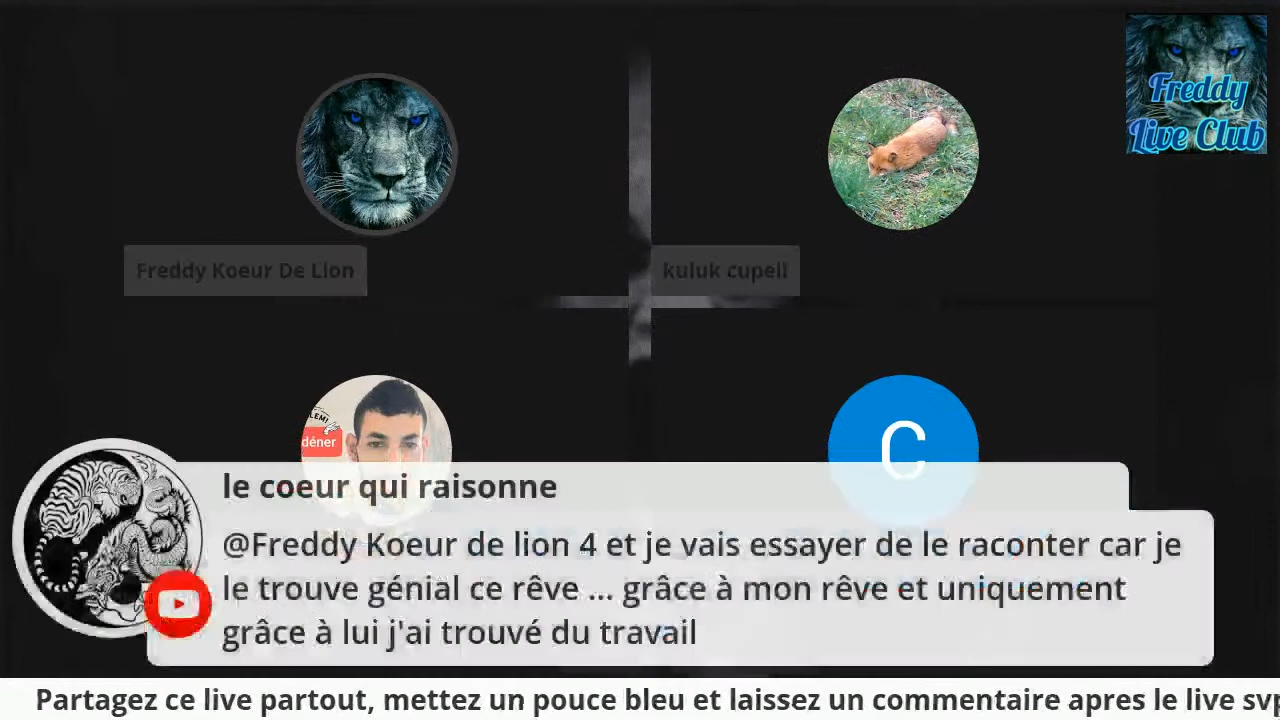 Freddy
Live Club
Freddy Koeur De Lion
kuluk cupell
LEMI
déner
C
le coeur qui raisonne
@Freddy Koeur de lion 4 et je vais essayer de le raconter car je
le trouve génial ce rêve ... grâce à mon rêve et uniquement
grâce à lui j'ai trouvé du travail
Partagez ce live partout, mettez un pouce bleu et laissez un commentaire apres le live svp